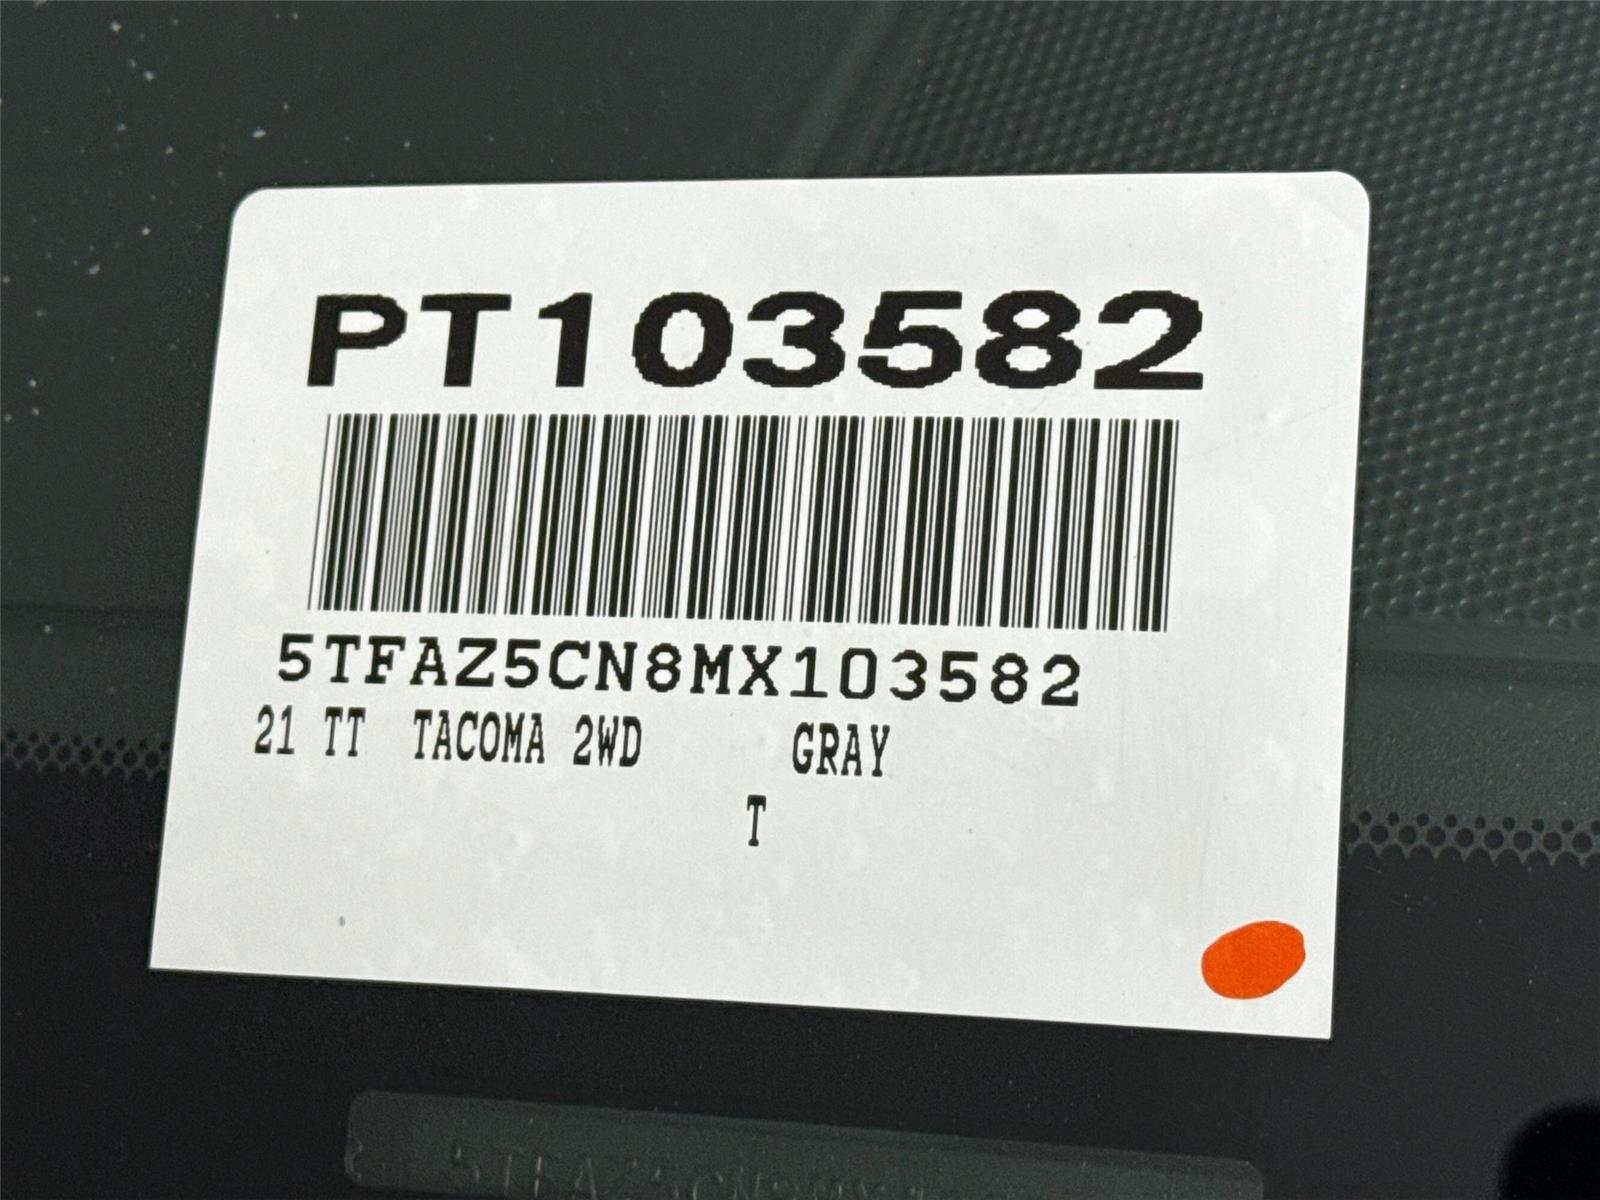 PT103582
5TFAZ5CN8MX103582
21 TT TACOMA 2WD GRAY
T